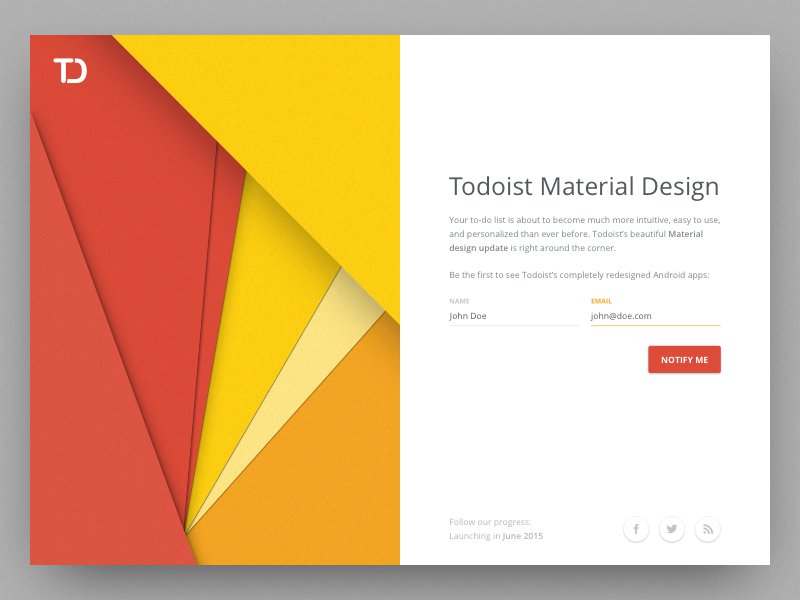 TD
Todoist Material Design
Your to-do list is about to become much more intuitive, easy to use,
and personalized than ever before. Todoist's beautiful Material
design update is right around the corner.
Be the first to see Todoist's completely redesigned Android apps:
NAME
EMAIL
John Doe
john@doe.com
NOTIFY ME
Follow our progress:
Launching in June 2015